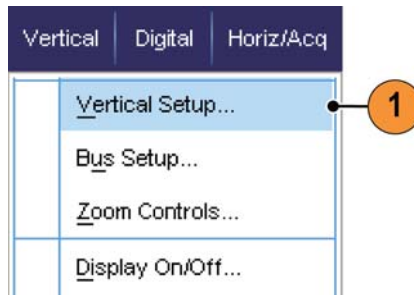 Vertical Digital Horiz/Acq
Vertical Setup... 1
Bus Setup...
Zoom Controls...
Display On/Off...